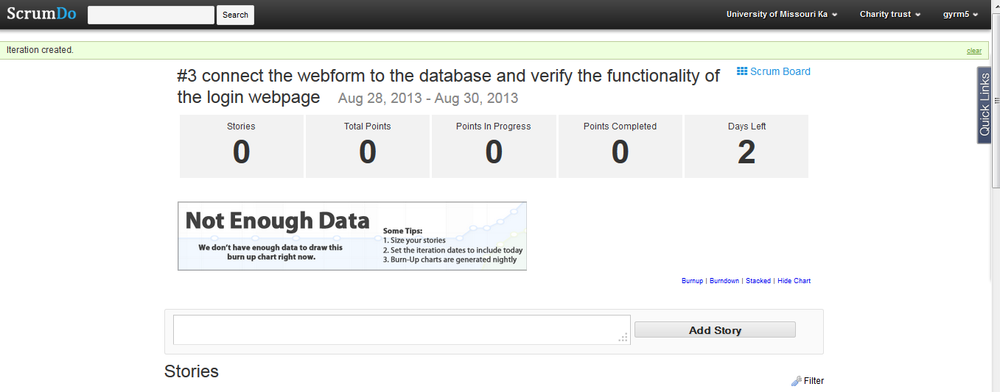 ScrumDo
Search
University of Missouri Ka
Charity trust
gyrm5
Iteration created.
clear
#3 connect the webform to the database and verify the functionality of
the login webpage Aug 28, 2013 - Aug 30, 2013
Scrum Board
Quick Links
Stories
0
Total Points
0
Points In Progress
0
Points Completed
0
Days Left
2
Not Enough Data
We don't have enough data to draw this
burn up chart right now.
Some Tips:
1. Size your stories
2. Set the iteration dates to include today
3. Burn-Up charts are generated nightly
Burnup | Burndown | Stacked | Hide Chart
Add Story
Stories
Filter